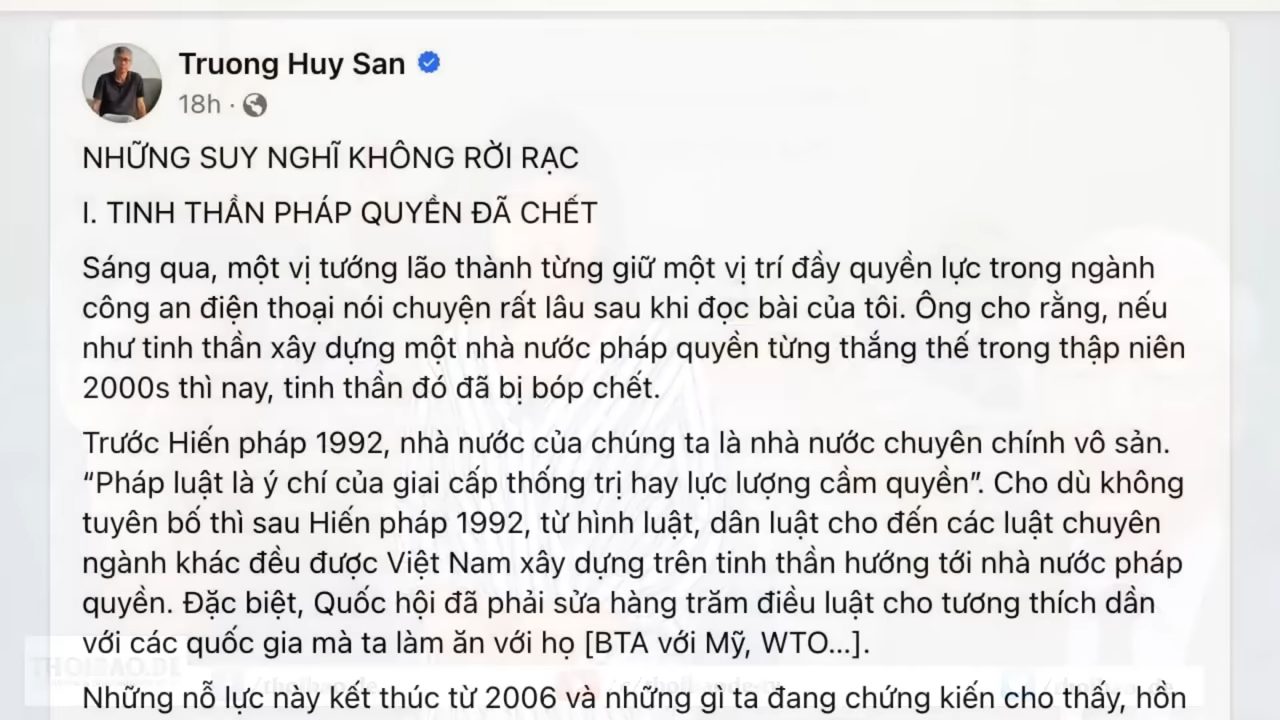 Truong Huy San
18h ·
NHỮNG SUY NGHĨ KHÔNG RỜI RẠC
I. TINH THẦN PHÁP QUYỀN ĐÃ CHẾT
Sáng qua, một vị tướng lão thành từng giữ một vị trí đầy quyền lực trong ngành
công an điện thoại nói chuyện rất lâu sau khi đọc bài của tôi. Ông cho rằng, nếu
như tinh thần xây dựng một nhà nước pháp quyền từng thắng thế trong thập niên
2000s thì nay, tinh thần đó đã bị bóp chết.
Trước Hiến pháp 1992, nhà nước của chúng ta là nhà nước chuyên chính vô sản.
“Pháp luật là ý chí của giai cấp thống trị hay lực lượng cầm quyền”. Cho dù không
tuyên bố thì sau Hiến pháp 1992, từ hình luật, dân luật cho đến các luật chuyên
ngành khác đều được Việt Nam xây dựng trên tinh thần hướng tới nhà nước pháp
quyền. Đặc biệt, Quốc hội đã phải sửa hàng trăm điều luật cho tương thích dần
với các quốc gia mà ta làm ăn với họ [BTA với Mỹ, WTO...].
THOIBAO.DE
Những nỗ lực này kết thúc từ 2006 và những gì ta đang chứng kiến cho thấy, hôn